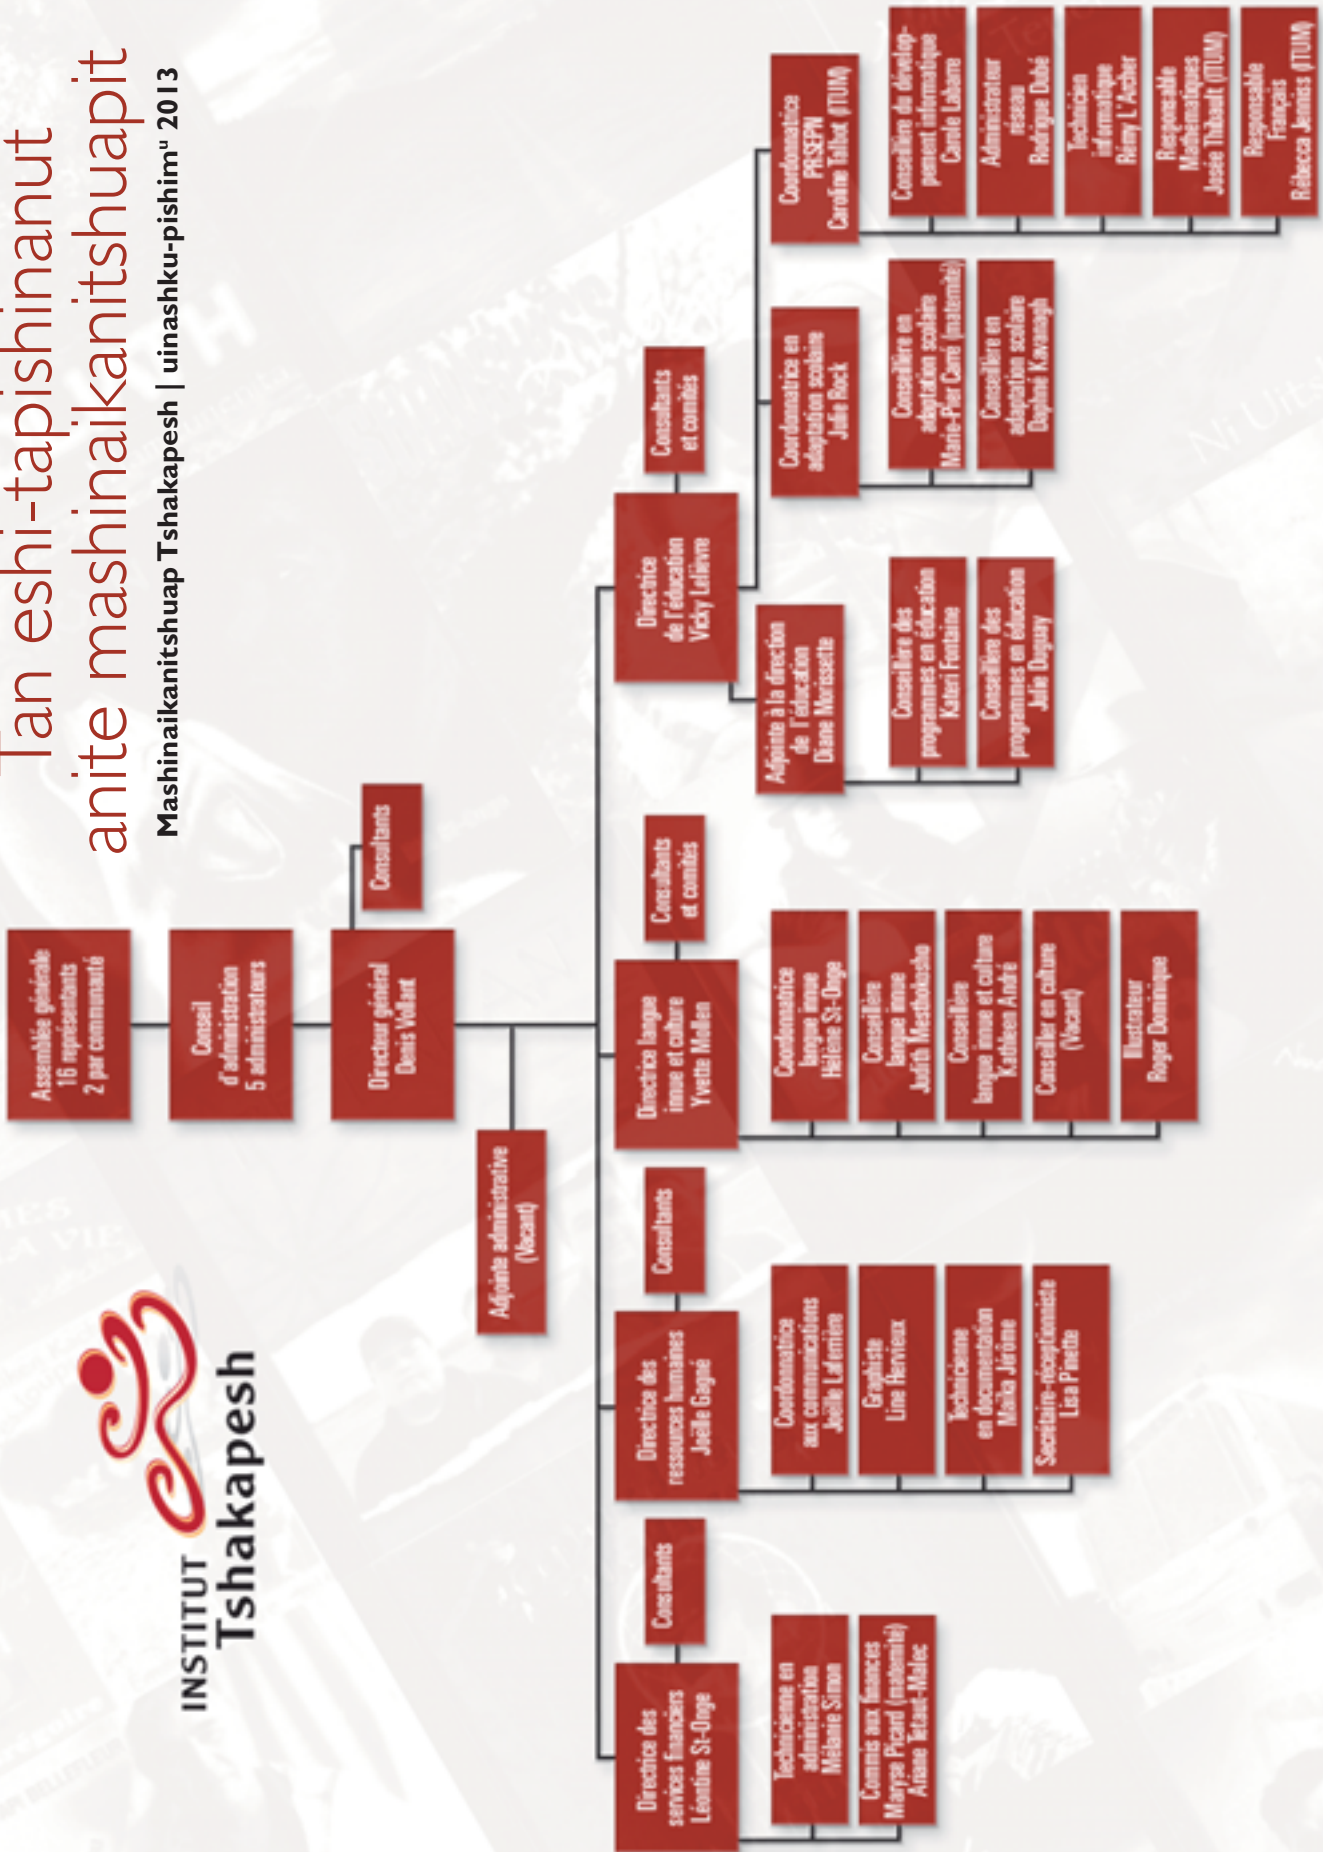 Tan eshi-tapishinanut
anite mashinaikanitshuapit
Mashinaikanitshuap Tshakapesh | uinashku-pishimᵘ 2013
INSTITUT
Tshakapesh
Assemblée générale
16 représentants
2 par communauté
Conseil
d'administration
5 administrateurs
Directeur général
Denis Vollant
Consultants
Adjointe administrative
(Vacant)
Directrice des
services financiers
Léontine St-Onge
Consultants
Technicienne en
administration
Mélanie Simon
Commis aux finances
Maryse Picard (maternité)
Ariane Tetaut-Malec
Directrice des
ressources humaines
Joëlle Gagné
Consultants
Coordonnatrice
aux communications
Joëlle Laferrière
Graphiste
Line Hervieux
Technicienne
en documentation
Maïka Jérôme
Secrétaire-réceptionniste
Lisa Pinette
Directrice langue
innue et culture
Yvette Mollen
Consultants
et comités
Coordonatrice
langue innue
Hélène St-Onge
Conseillère
langue innue
Judith Mestokosho
Conseillère
langue innue et culture
Kathleen André
Conseiller en culture
(Vacant)
Illustrateur
Roger Dominique
Directrice
de l'éducation
Vicky Lelièvre
Consultants
et comités
Adjointe à la direction
de l'éducation
Diane Morissette
Conseillère des
programmes en éducation
Kateri Fontaine
Conseillère des
programmes en éducation
Julie Duguay
Coordonnatrice en
adaptation scolaire
Julie Rock
Conseillère en
adaptation scolaire
Marie-Pier Carré (maternité)
Conseillère en
adaption scolaire
Daphné Kavanagh
Coordonnatrice
PRSEPN
Caroline Talbot (ITUM)
Conseillère du dévelop-
pement informatique
Carole Labarre
Administrateur
réseau
Rodrigue Dubé
Technicien
informatique
Rémy L'Ascher
Responsable
Mathématiques
Josée Thibault (ITUM)
Responsable
Français
Rébecca Jenniss (ITUM)